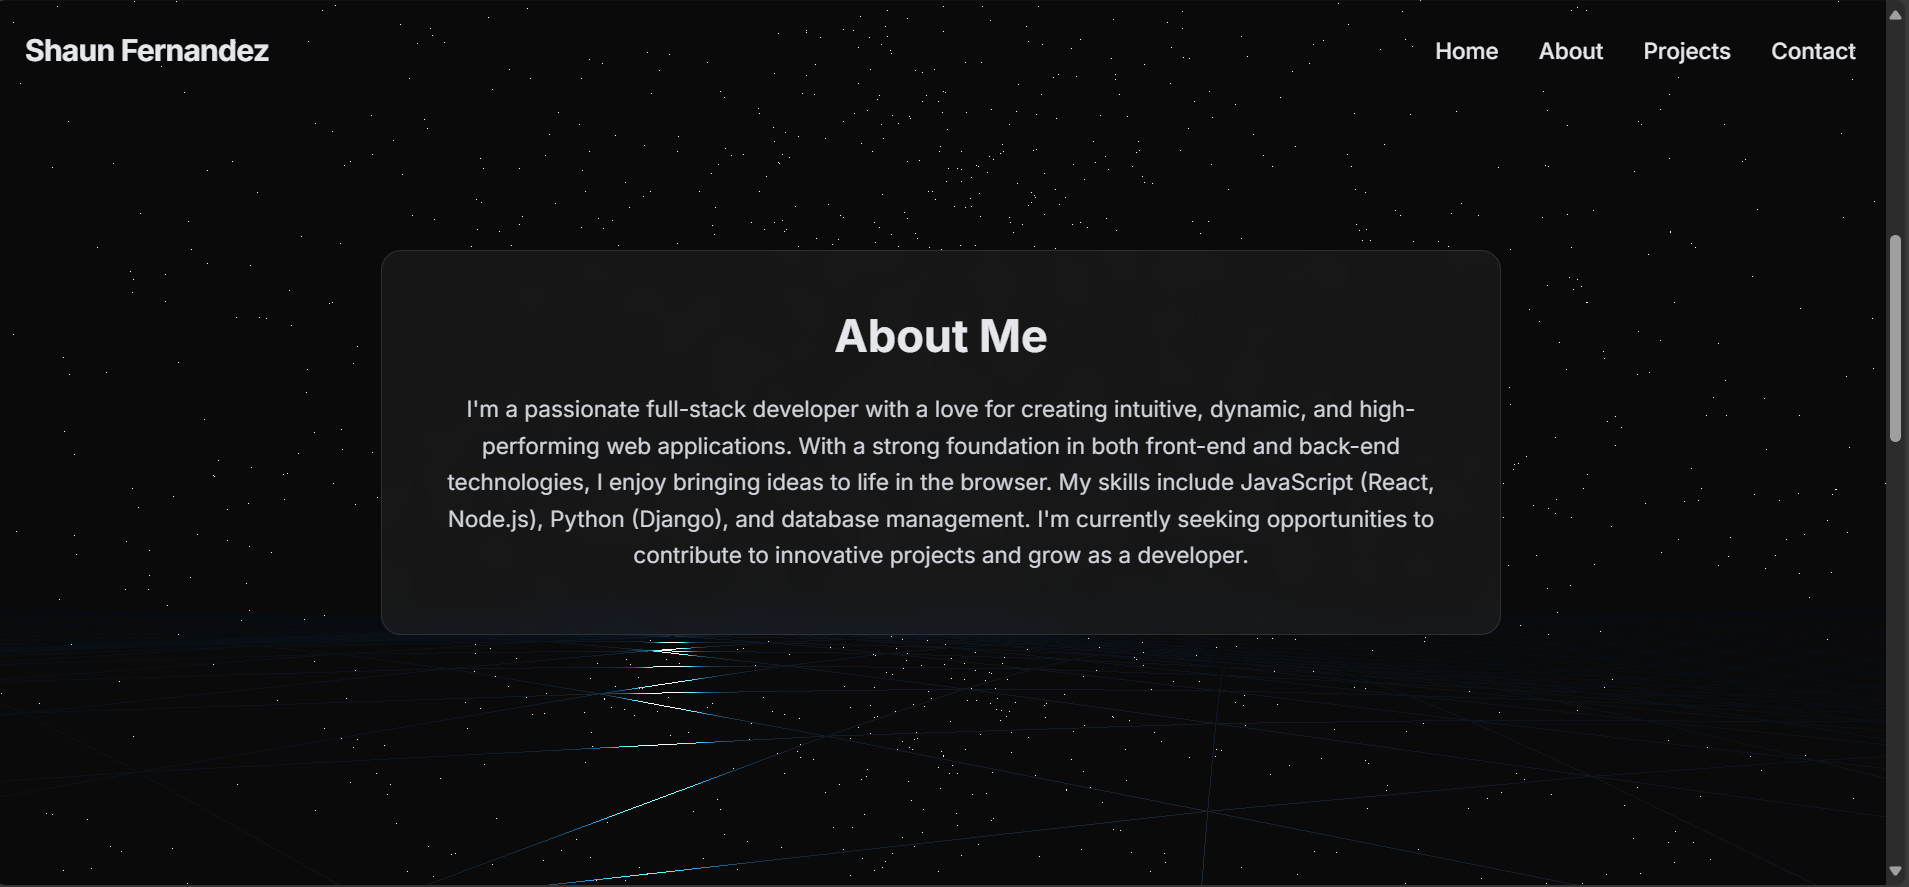 Shaun Fernandez
Home
About
Projects
Contact
About Me
I'm a passionate full-stack developer with a love for creating intuitive, dynamic, and high-
performing web applications. With a strong foundation in both front-end and back-end
technologies, I enjoy bringing ideas to life in the browser. My skills include JavaScript (React,
Node.js), Python (Django), and database management. I'm currently seeking opportunities to
contribute to innovative projects and grow as a developer.